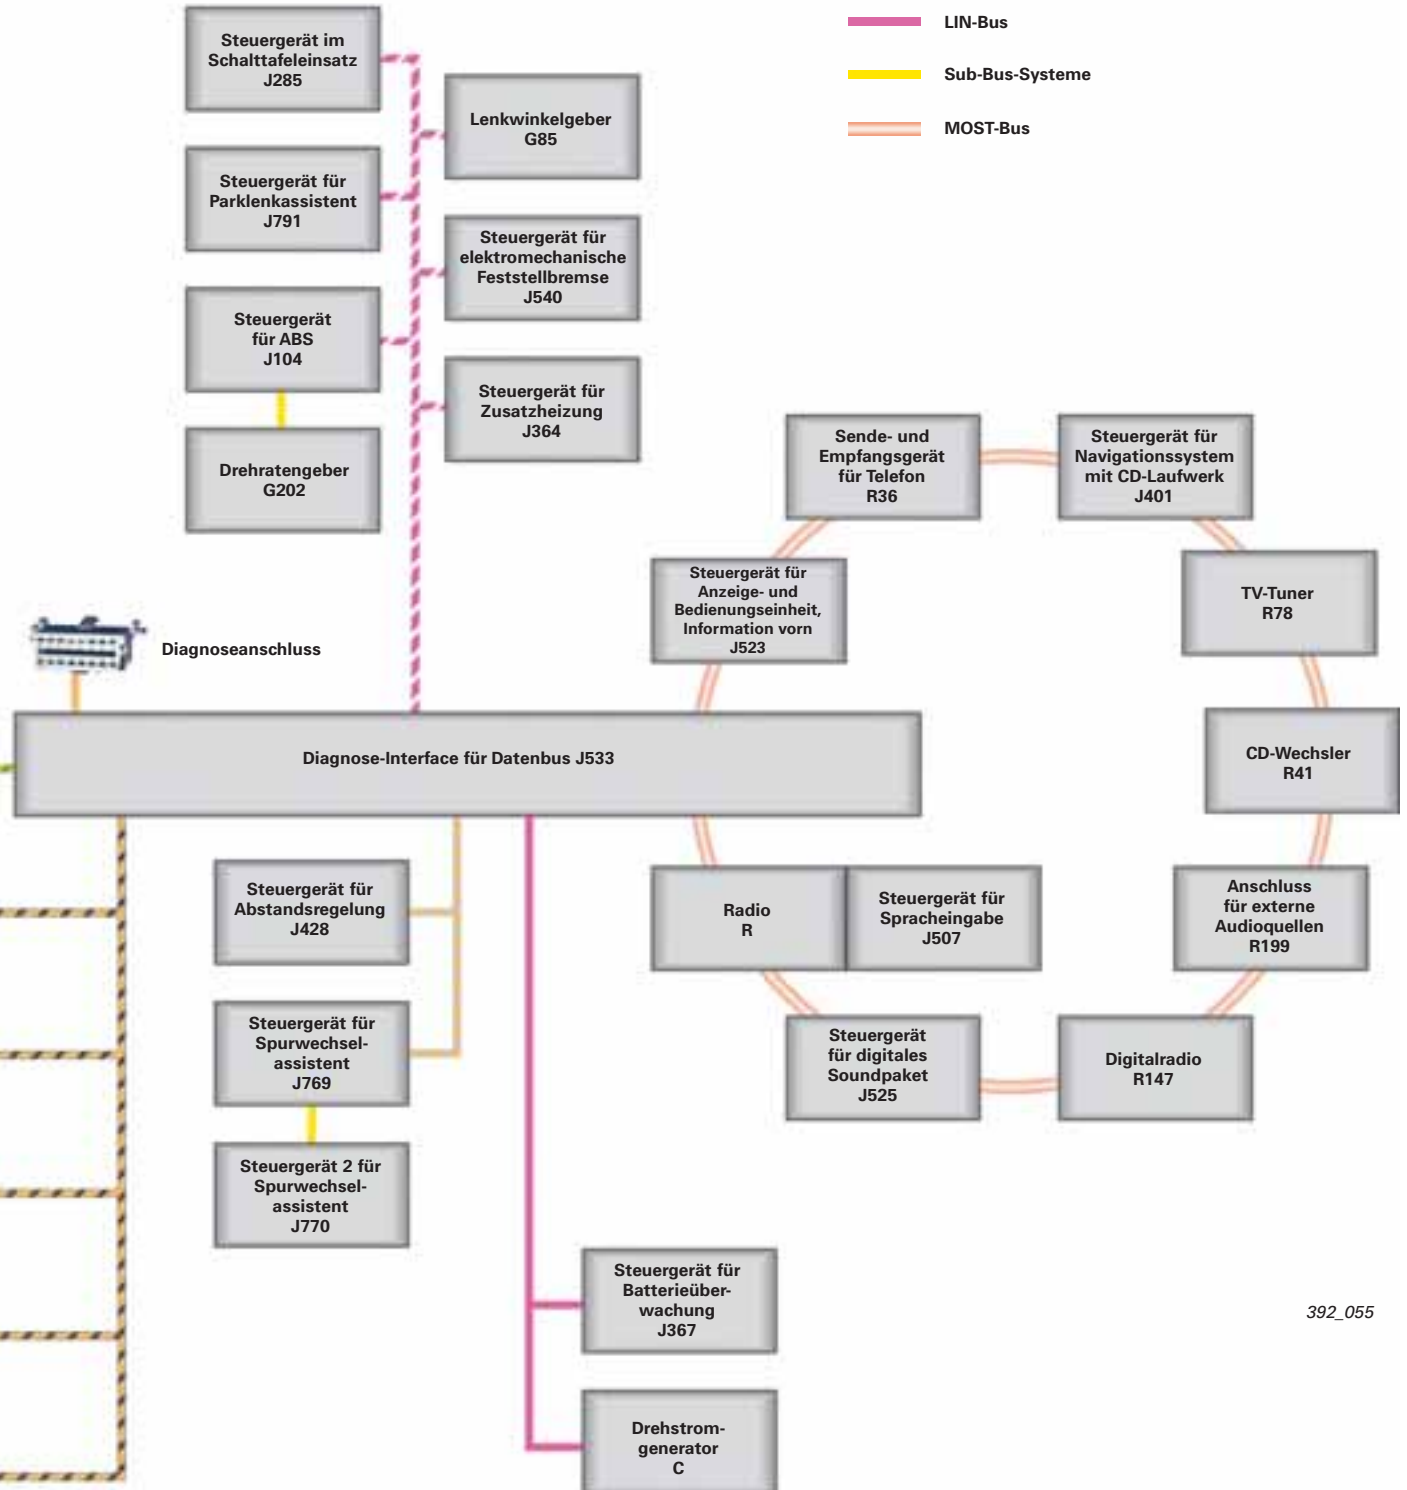 LIN-Bus
Sub-Bus-Systeme
MOST-Bus
Steuergerät im
Schalttafeleinsatz
J285
Lenkwinkelgeber
G85
Steuergerät für
Parklenkassistent
J791
Steuergerät für
elektromechanische
Feststellbremse
J540
Steuergerät
für ABS
J104
Steuergerät für
Zusatzheizung
J364
Drehratengeber
G202
Sende- und
Empfangsgerät
für Telefon
R36
Steuergerät für
Navigationssystem
mit CD-Laufwerk
J401
Steuergerät für
Anzeige- und
Bedienungseinheit,
Information vorn
J523
TV-Tuner
R78
Diagnoseanschluss
Diagnose-Interface für Datenbus J533
CD-Wechsler
R41
Steuergerät für
Abstandsregelung
J428
Radio
R
Steuergerät für
Spracheingabe
J507
Anschluss
für externe
Audioquellen
R199
Steuergerät für
Spurwechsel-
assistent
J769
Steuergerät
für digitales
Soundpaket
J525
Digitalradio
R147
Steuergerät 2 für
Spurwechsel-
assistent
J770
Steuergerät für
Batterieüber-
wachung
J367
392_055
Drehstrom-
generator
C